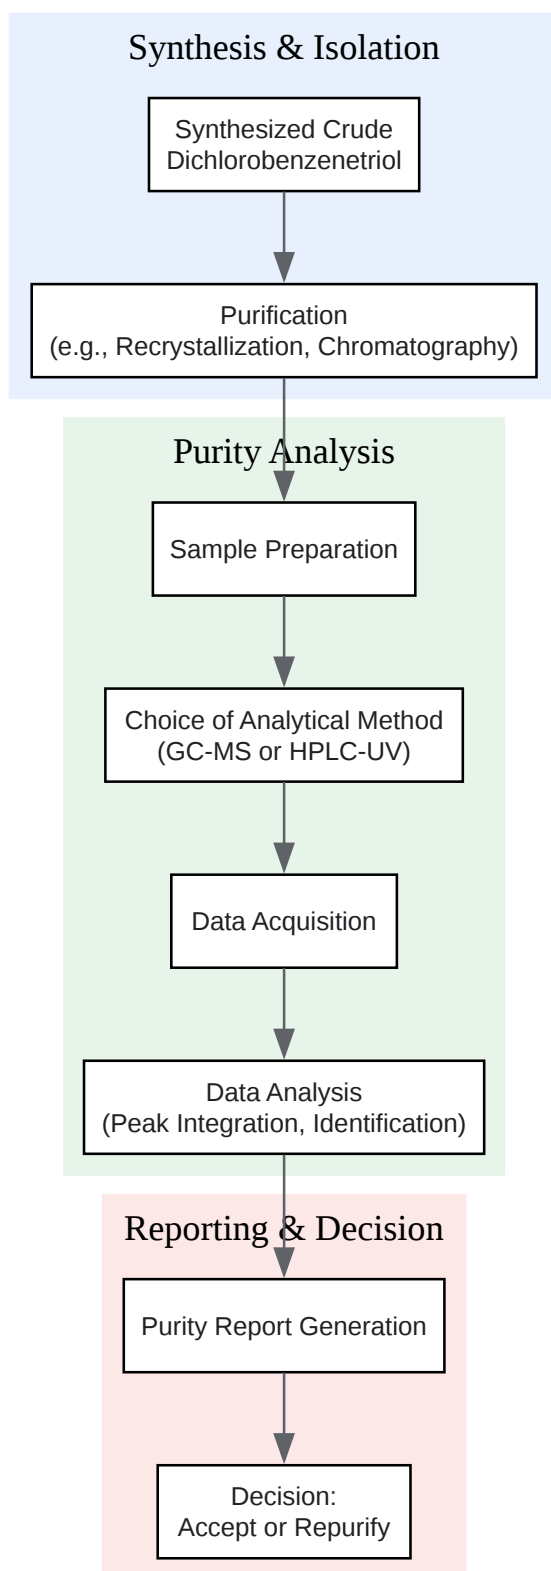 Synthesis & Isolation
Synthesized Crude
Dichlorobenzenetriol
Purification
(e.g., Recrystallization, Chromatography)
Purity Analysis
Sample Preparation
Choice of Analytical Method
(GC-MS or HPLC-UV)
Data Acquisition
Data Analysis
(Peak Integration, Identification)
Reporting & Decision
Purity Report Generation
Decision:
Accept or Repurify